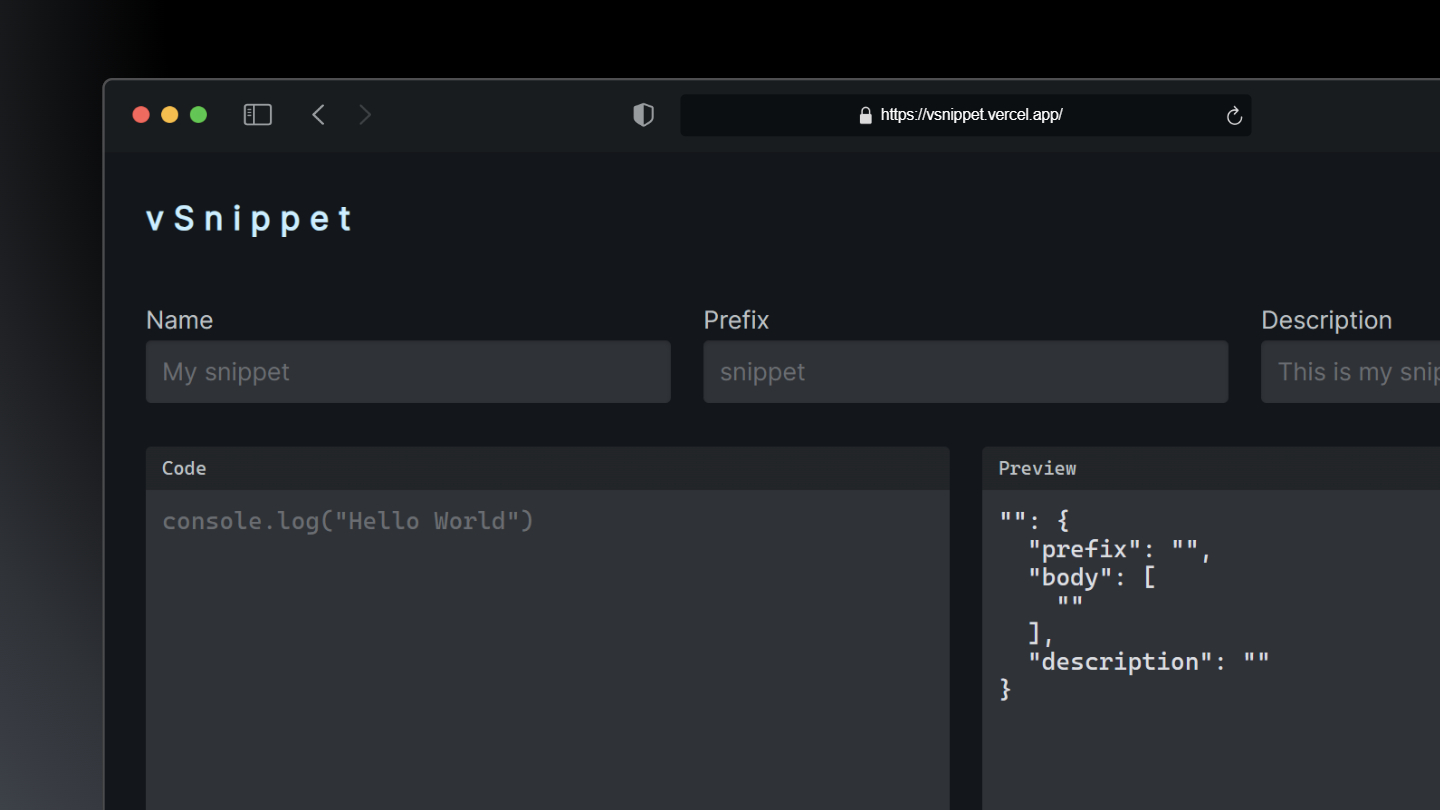 https://vsnippet.vercel.app/
vSnippet
Name Prefix Description
My snippet snippet This is my snip
Code Preview
console.log("Hello World")
"": {
"prefix": "",
"body": [
""
],
"description": ""
}